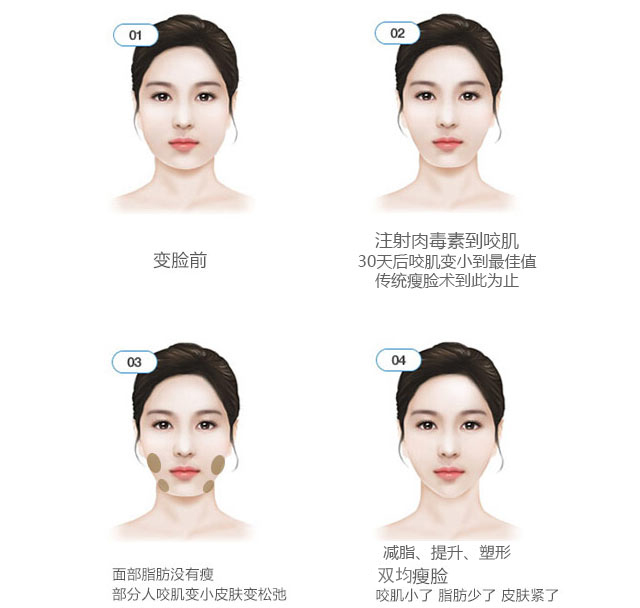 01
02
变脸前
注射肉毒素到咬肌
30天后咬肌变小到最佳值
传统瘦脸术到此为止
03
04
面部脂肪没有瘦
部分人咬肌变小皮肤变松弛
减脂、提升、塑形
双均瘦脸
咬肌小了 脂肪少了 皮肤紧了